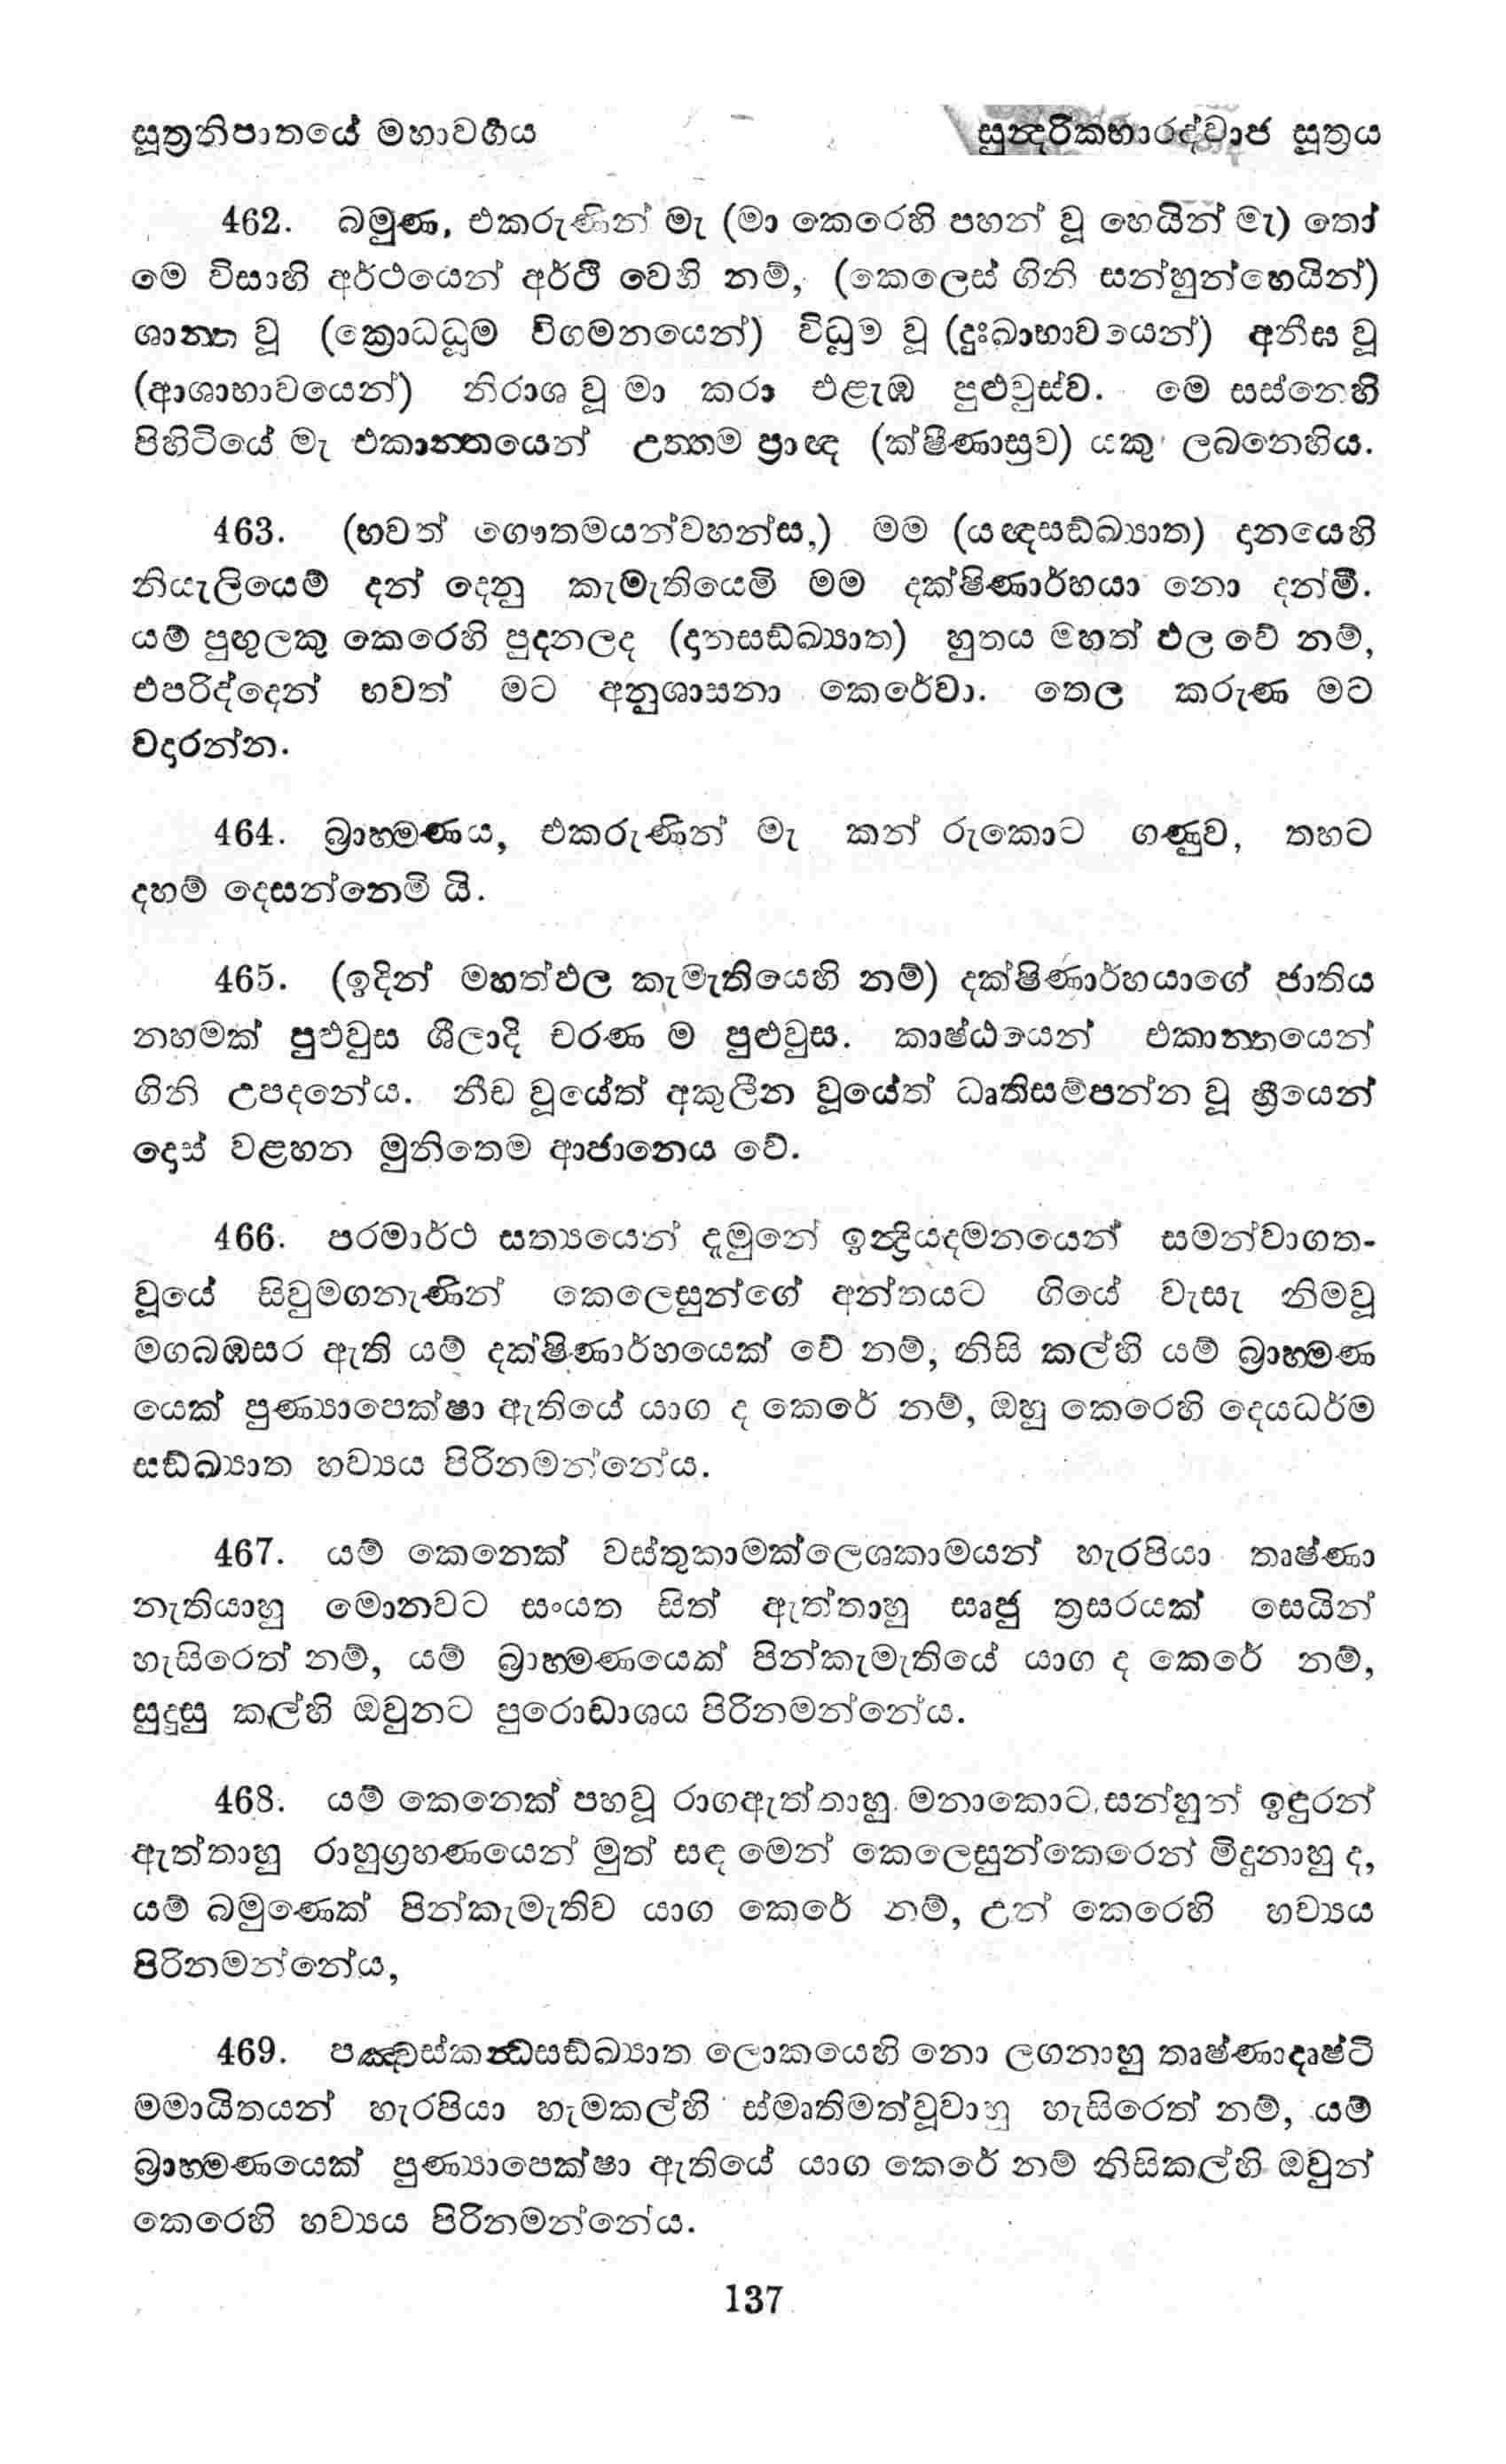 සූත්‍රනිපාතයේ මහාවර්‍ගය සුන්‍දරිකභාරද්වාජ සූත්‍රය
462. බමුණ, එකරුණින් මැ (මා කෙරෙහි පහන් වූ හෙයින් මැ) තෝ
මෙ විසාහි අර්ථයෙන් අර්ථි වෙහි නම්, (කෙලෙස් ගිනි සන්හුන්හෙයින්)
ශාන්‍ත වූ (ක්‍රොධධූම විගමනයෙන්) විධූම වූ (දුඃඛාභාවයෙන්) අනීඝ වූ
(ආශාභාවයෙන්) නිරාශ වූ මා කරා එළැඹ පුළුවුස්ව. මෙ සස්නෙහි
පිහිටියේ මැ එකාන්‍තයෙන් උත්‍තම ප්‍රාඥ (ක්ෂීණාස්‍රව) යකු ලබනෙහිය.
463. (භවත් ගෞතමයන්වහන්ස,) මම (යඥසඞ්ඛ්‍යාත) දානයෙහි
නියැලියෙම් දන් දෙනු කැමැතියෙමි මම දක්ෂිණාර්හයා නො දන්මී.
යම් පුඟුලකු කෙරෙහි පුදනලද (දානසඞ්ඛ්‍යාත) හුතය මහත් ඵල වේ නම්,
එපරිද්දෙන් භවත් මට අනුශාසනා කෙරේවා. තෙල කරුණ මට
වදාරන්න.
464. බ්‍රාහ්‍මණය, එකරුණින් මැ කන් රුකොට ගණුව, තහට
දහම් දෙසන්නෙමි යි.
465. (ඉදින් මහත්ඵල කැමැතියෙහි නම්) දක්ෂිණාර්හයාගේ ජාතිය
නහමක් පුළුවුස ශීලාදි චරණ ම පුළුවුස. කාෂ්ඨයෙන් එකාන්‍තයෙන්
ගිනි උපදනේය. නීච වූයේත් අකුලීන වූයේත් ධෘතිසම්පන්න වූ හ්‍රීයෙන්
දොස් වළහන මුනිතෙම ආජානෙය වේ.
466. පරමාර්ථ සත්‍යයෙන් දැමුනේ ඉන්‍ද්‍රියදමනයෙන් සමන්වාගත-
වූයේ සිවුමගනැණින් කෙලෙසුන්ගේ අන්තයට ගියේ වැසැ නිමවූ
මගබඹසර ඇති යම් දක්ෂිණාර්හයෙක් වේ නම්, නිසි කල්හි යම් බ්‍රාහ්‍මණ
යෙක් පුණ්‍යාපෙක්ෂා ඇතියේ යාග ද කෙරේ නම්, ඔහු කෙරෙහි දෙයධර්ම
සඞ්ඛ්‍යාත හව්‍යය පිරිනමන්නේය.
467. යම් කෙනෙක් වස්තුකාමක්ලෙශකාමයන් හැරපියා තෘෂ්ණා
නැතියාහු මොනවට සංයත සිත් ඇත්තාහු ඍජු ත්‍රසරයක් සෙයින්
හැසිරෙත් නම්, යම් බ්‍රාහ්‍මණයෙක් පින්කැමැතියේ යාග ද කෙරේ නම්,
සුදුසු කල්හි ඔවුනට පුරොඩාශය පිරිනමන්නේය.
468. යම් කෙනෙක් පහවූ රාගඇත්තාහු මනාකොට සන්හුන් ඉඳුරන්
ඇත්තාහු රාහුග්‍රහණයෙන් මුත් සඳ මෙන් කෙලෙසුන්කෙරෙන් මිදුනාහු ද,
යම් බමුණෙක් පින්කැමැතිව යාග කෙරේ නම්, උන් කෙරෙහි හව්‍යය
පිරිනමන්නේය,
469. පඤ්චස්කන්‍ධසඞ්ඛ්‍යාත ලොකයෙහි නො ලගනාහු තෘෂ්ණාදෘෂ්ටි
මමායිතයන් හැරපියා හැමකල්හි ස්මෘතිමත්වූවාහු හැසිරෙත් නම්, යම්
බ්‍රාහ්‍මණයෙක් පුණ්‍යාපෙක්ෂා ඇතියේ යාග කෙරේ නම් නිසිකල්හි ඔවුන්
කෙරෙහි හව්‍යය පිරිනමන්නේය.
137